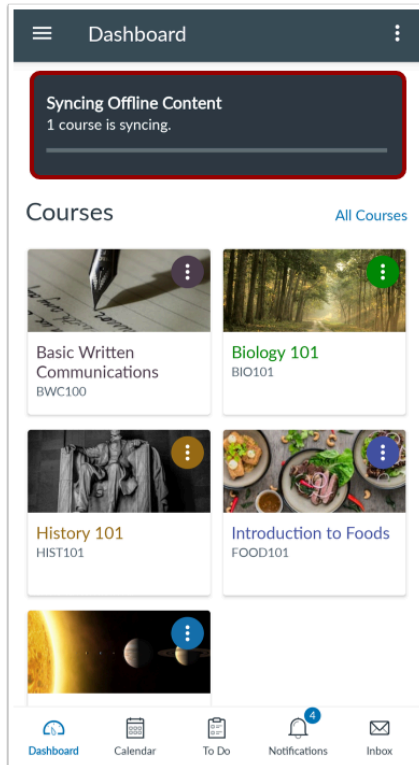 Dashboard
Syncing Offline Content
1 course is syncing.
Courses
All Courses
Basic Written
Communications
BWC100
Biology 101
BIO101
History 101
HIST101
Introduction to Foods
FOOD101
4
Dashboard
Calendar
To Do
Notifications
Inbox